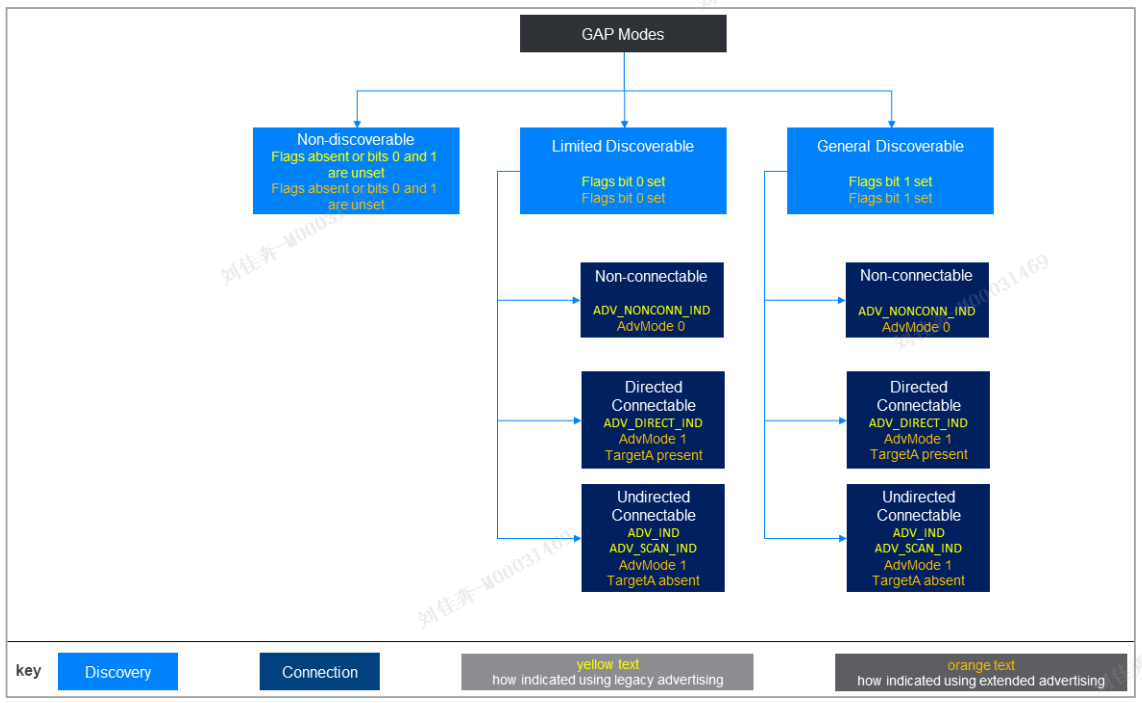 GAP Modes
Non-discoverable
Flags absent or bits 0 and 1
are unset
Flags absent or bits 0 and 1
are unset
Limited Discoverable
Flags bit 0 set
Flags bit 0 set
General Discoverable
Flags bit 1 set
Flags bit 1 set
Non-connectable
ADV_NONCONN_IND
AdvMode 0
Non-connectable
ADV_NONCONN_IND
AdvMode 0
Directed
Connectable
ADV_DIRECT_IND
AdvMode 1
TargetA present
Directed
Connectable
ADV_DIRECT_IND
AdvMode 1
TargetA present
Undirected
Connectable
ADV_IND
ADV_SCAN_IND
AdvMode 1
TargetA absent
Undirected
Connectable
ADV_IND
ADV_SCAN_IND
AdvMode 1
TargetA absent
key
Discovery
Connection
yellow text
how indicated using legacy advertising
orange text
how indicated using extended advertising
刘佳奔-M00031469